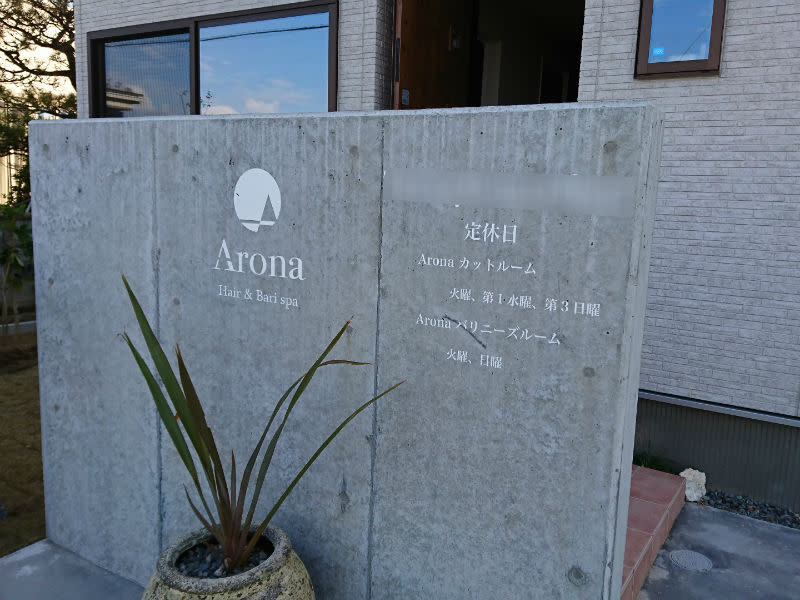 Arona
Hair & Bari spa
定休日
Arona カットルーム
火曜、第1水曜、第3日曜
Arona バリニーズルーム
火曜、日曜